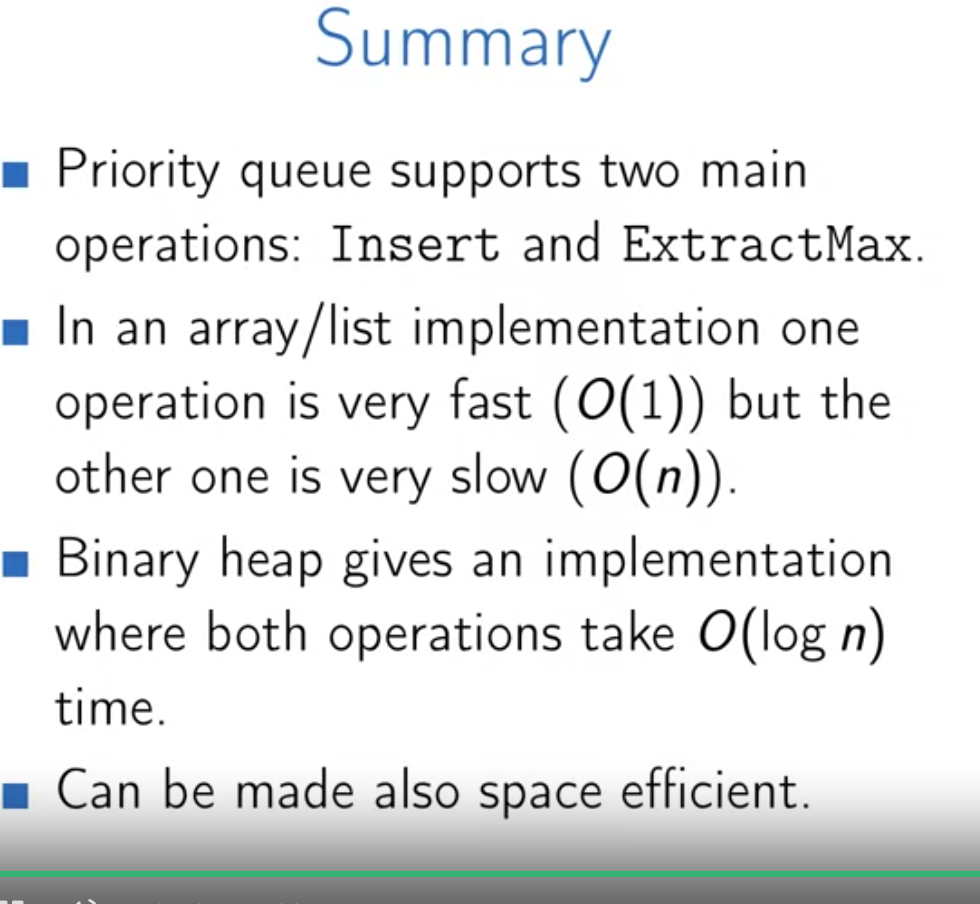 Summary
Priority queue supports two main
operations: Insert and ExtractMax.
In an array/list implementation one
operation is very fast (O(1)) but the
other one is very slow (O(n)).
Binary heap gives an implementation
where both operations take O(log n)
time.
Can be made also space efficient.